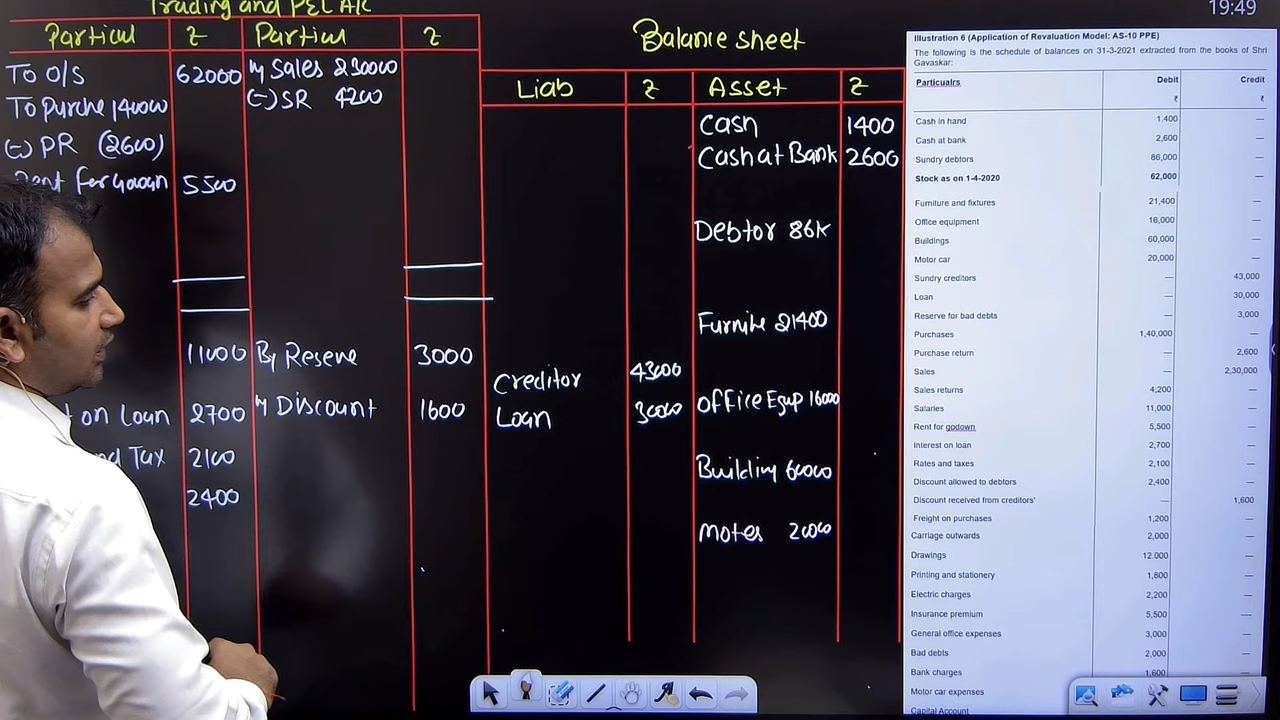 Trading and P&L A/c
19:49
Particul ₹ Particul ₹
To O/S 62000 By Sales 230000
(-) SR 4200
To Purche 140000
(-) PR (2600)
Rent for Godown 5500
11000 By Reserve 3000
on Loan 2700 By Discount 1600
and Tax 2100
2400
Balance sheet
Liab ₹ Asset ₹
Cash 1400
Cash at Bank 2600
Debtor 86k
Furnite 21400
Creditor 43000
Loan 30000 Office Equp 16000
Building 60000
Motes 20000
Illustration 6 (Application of Revaluation Model: AS-10 PPE)
The following is the schedule of balances on 31-3-2021 extracted from the books of Shri
Gavaskar:
Particualrs Debit Credit
₹ ₹
Cash in hand 1,400 —
Cash at bank 2,600 —
Sundry debtors 86,000 —
Stock as on 1-4-2020 62,000 —
Furniture and fixtures 21,400 —
Office equipment 16,000 —
Buildings 60,000 —
Motor car 20,000 —
Sundry creditors — 43,000
Loan — 30,000
Reserve for bad debts — 3,000
Purchases 1,40,000 —
Purchase return — 2,600
Sales — 2,30,000
Sales returns 4,200 —
Salaries 11,000 —
Rent for godown 5,500 —
Interest on loan 2,700 —
Rates and taxes 2,100 —
Discount allowed to debtors 2,400 —
Discount received from creditors' — 1,600
Freight on purchases 1,200 —
Carriage outwards 2,000 —
Drawings 12.000 —
Printing and stationery 1,800 —
Electric charges 2,200 —
Insurance premium 5,500 —
General office expenses 3,000 —
Bad debts 2,000 —
Bank charges 1,600 —
Motor car expenses
Capital Account